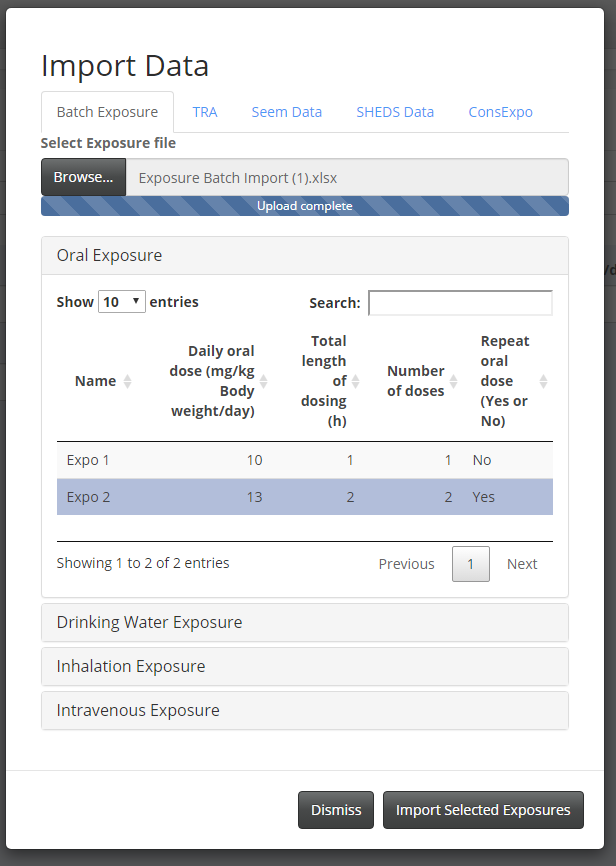 Import Data
Batch Exposure TRA Seem Data SHEDS Data ConsExpo
Select Exposure file
Browse... Exposure Batch Import (1).xlsx
Upload complete
Oral Exposure
Show 10 entries Search:
Name Daily oral dose (mg/kg Body weight/day) Total length of dosing (h) Number of doses Repeat oral dose (Yes or No)
Expo 1 10 1 1 No
Expo 2 13 2 2 Yes
Showing 1 to 2 of 2 entries Previous 1 Next
Drinking Water Exposure
Inhalation Exposure
Intravenous Exposure
Dismiss Import Selected Exposures